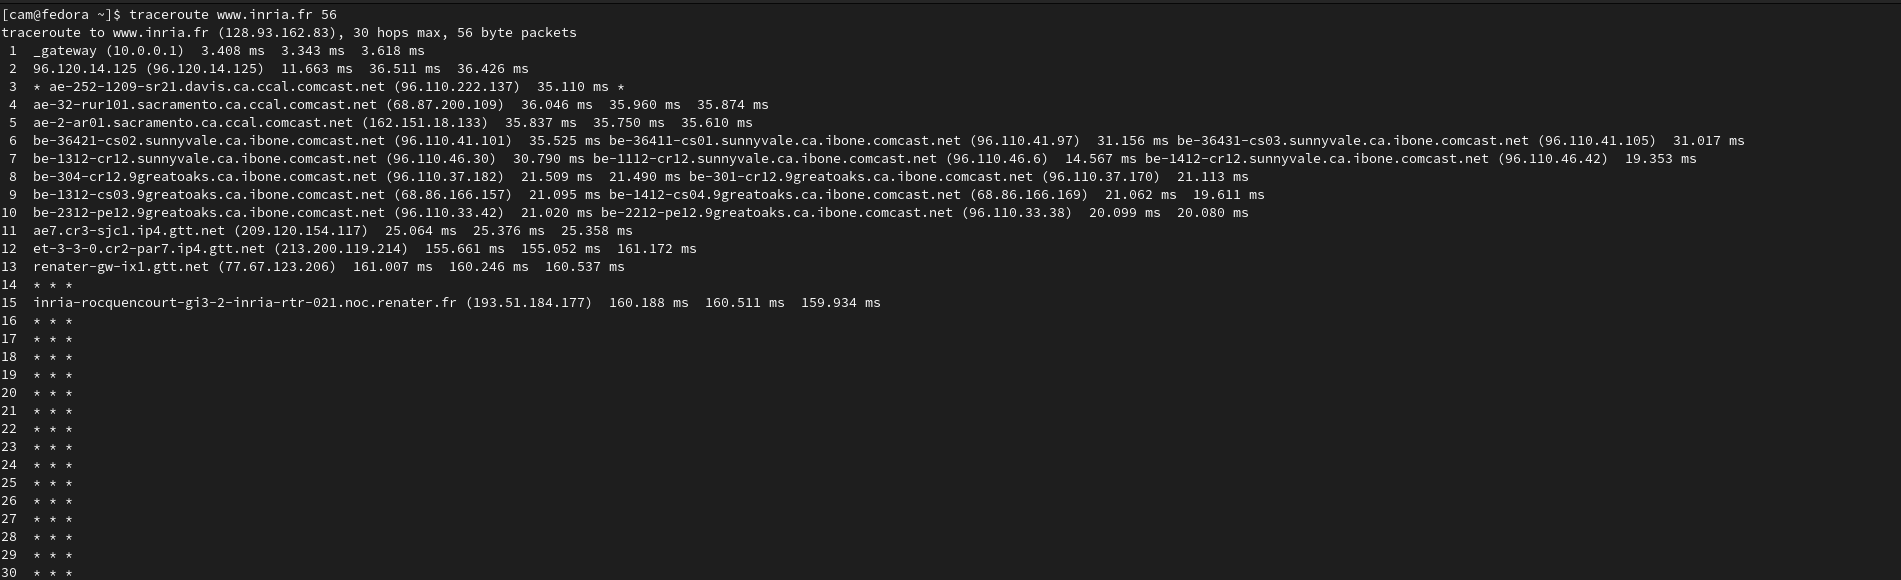 [cam@fedora ~]$ traceroute www.inria.fr 56
traceroute to www.inria.fr (128.93.162.83), 30 hops max, 56 byte packets
 1  _gateway (10.0.0.1)  3.408 ms  3.343 ms  3.618 ms
 2  96.120.14.125 (96.120.14.125)  11.663 ms  36.511 ms  36.426 ms
 3  * ae-252-1209-sr21.davis.ca.ccal.comcast.net (96.110.222.137)  35.110 ms *
 4  ae-32-rur101.sacramento.ca.ccal.comcast.net (68.87.200.109)  36.046 ms  35.960 ms  35.874 ms
 5  ae-2-ar01.sacramento.ca.ccal.comcast.net (162.151.18.133)  35.837 ms  35.750 ms  35.610 ms
 6  be-36421-cs02.sunnyvale.ca.ibone.comcast.net (96.110.41.101)  35.525 ms be-36411-cs01.sunnyvale.ca.ibone.comcast.net (96.110.41.97)  31.156 ms be-36431-cs03.sunnyvale.ca.ibone.comcast.net (96.110.41.105)  31.017 ms
 7  be-1312-cr12.sunnyvale.ca.ibone.comcast.net (96.110.46.30)  30.790 ms be-1112-cr12.sunnyvale.ca.ibone.comcast.net (96.110.46.6)  14.567 ms be-1412-cr12.sunnyvale.ca.ibone.comcast.net (96.110.46.42)  19.353 ms
 8  be-304-cr12.9greatoaks.ca.ibone.comcast.net (96.110.37.182)  21.509 ms  21.490 ms be-301-cr12.9greatoaks.ca.ibone.comcast.net (96.110.37.170)  21.113 ms
 9  be-1312-cs03.9greatoaks.ca.ibone.comcast.net (68.86.166.157)  21.095 ms be-1412-cs04.9greatoaks.ca.ibone.comcast.net (68.86.166.169)  21.062 ms  19.611 ms
10  be-2312-pe12.9greatoaks.ca.ibone.comcast.net (96.110.33.42)  21.020 ms be-2212-pe12.9greatoaks.ca.ibone.comcast.net (96.110.33.38)  20.099 ms  20.080 ms
11  ae7.cr3-sjc1.ip4.gtt.net (209.120.154.117)  25.064 ms  25.376 ms  25.358 ms
12  et-3-3-0.cr2-par7.ip4.gtt.net (213.200.119.214)  155.661 ms  155.052 ms  161.172 ms
13  renater-gw-ix1.gtt.net (77.67.123.206)  161.007 ms  160.246 ms  160.537 ms
14  * * *
15  inria-rocquencourt-gi3-2-inria-rtr-021.noc.renater.fr (193.51.184.177)  160.188 ms  160.511 ms  159.934 ms
16  * * *
17  * * *
18  * * *
19  * * *
20  * * *
21  * * *
22  * * *
23  * * *
24  * * *
25  * * *
26  * * *
27  * * *
28  * * *
29  * * *
30  * * *